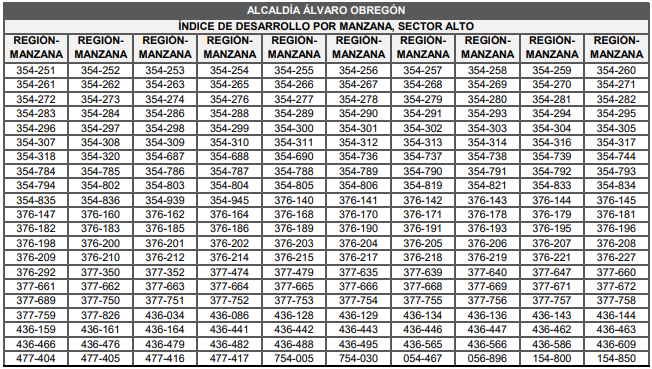 ALCALDÍA ÁLVARO OBREGÓN
ÍNDICE DE DESARROLLO POR MANZANA, SECTOR ALTO
REGIÓN-MANZANA REGIÓN-MANZANA REGIÓN-MANZANA REGIÓN-MANZANA REGIÓN-MANZANA REGIÓN-MANZANA REGIÓN-MANZANA REGIÓN-MANZANA REGIÓN-MANZANA REGIÓN-MANZANA
354-251 354-252 354-253 354-254 354-255 354-256 354-257 354-258 354-259 354-260
354-261 354-262 354-263 354-265 354-266 354-267 354-268 354-269 354-270 354-271
354-272 354-273 354-274 354-276 354-277 354-278 354-279 354-280 354-281 354-282
354-283 354-284 354-286 354-288 354-289 354-290 354-291 354-293 354-294 354-295
354-296 354-297 354-298 354-299 354-300 354-301 354-302 354-303 354-304 354-305
354-307 354-308 354-309 354-310 354-311 354-312 354-313 354-314 354-316 354-317
354-318 354-320 354-687 354-688 354-690 354-736 354-737 354-738 354-739 354-744
354-784 354-785 354-786 354-787 354-788 354-789 354-790 354-791 354-792 354-793
354-794 354-802 354-803 354-804 354-805 354-806 354-819 354-821 354-833 354-834
354-835 354-836 354-939 354-945 376-140 376-141 376-142 376-143 376-144 376-145
376-147 376-160 376-162 376-164 376-168 376-170 376-171 376-178 376-179 376-181
376-182 376-183 376-185 376-186 376-189 376-190 376-191 376-193 376-195 376-196
376-198 376-200 376-201 376-202 376-203 376-204 376-205 376-206 376-207 376-208
376-209 376-210 376-212 376-214 376-215 376-217 376-218 376-219 376-221 376-227
376-292 377-350 377-352 377-474 377-479 377-635 377-639 377-640 377-647 377-660
377-661 377-662 377-663 377-664 377-665 377-666 377-668 377-669 377-671 377-672
377-689 377-750 377-751 377-752 377-753 377-754 377-755 377-756 377-757 377-758
377-759 377-826 436-034 436-086 436-128 436-129 436-134 436-136 436-143 436-144
436-159 436-161 436-164 436-441 436-442 436-443 436-446 436-447 436-462 436-463
436-466 436-476 436-479 436-482 436-488 436-495 436-565 436-566 436-586 436-609
477-404 477-405 477-416 477-417 754-005 754-030 054-467 056-896 154-800 154-850